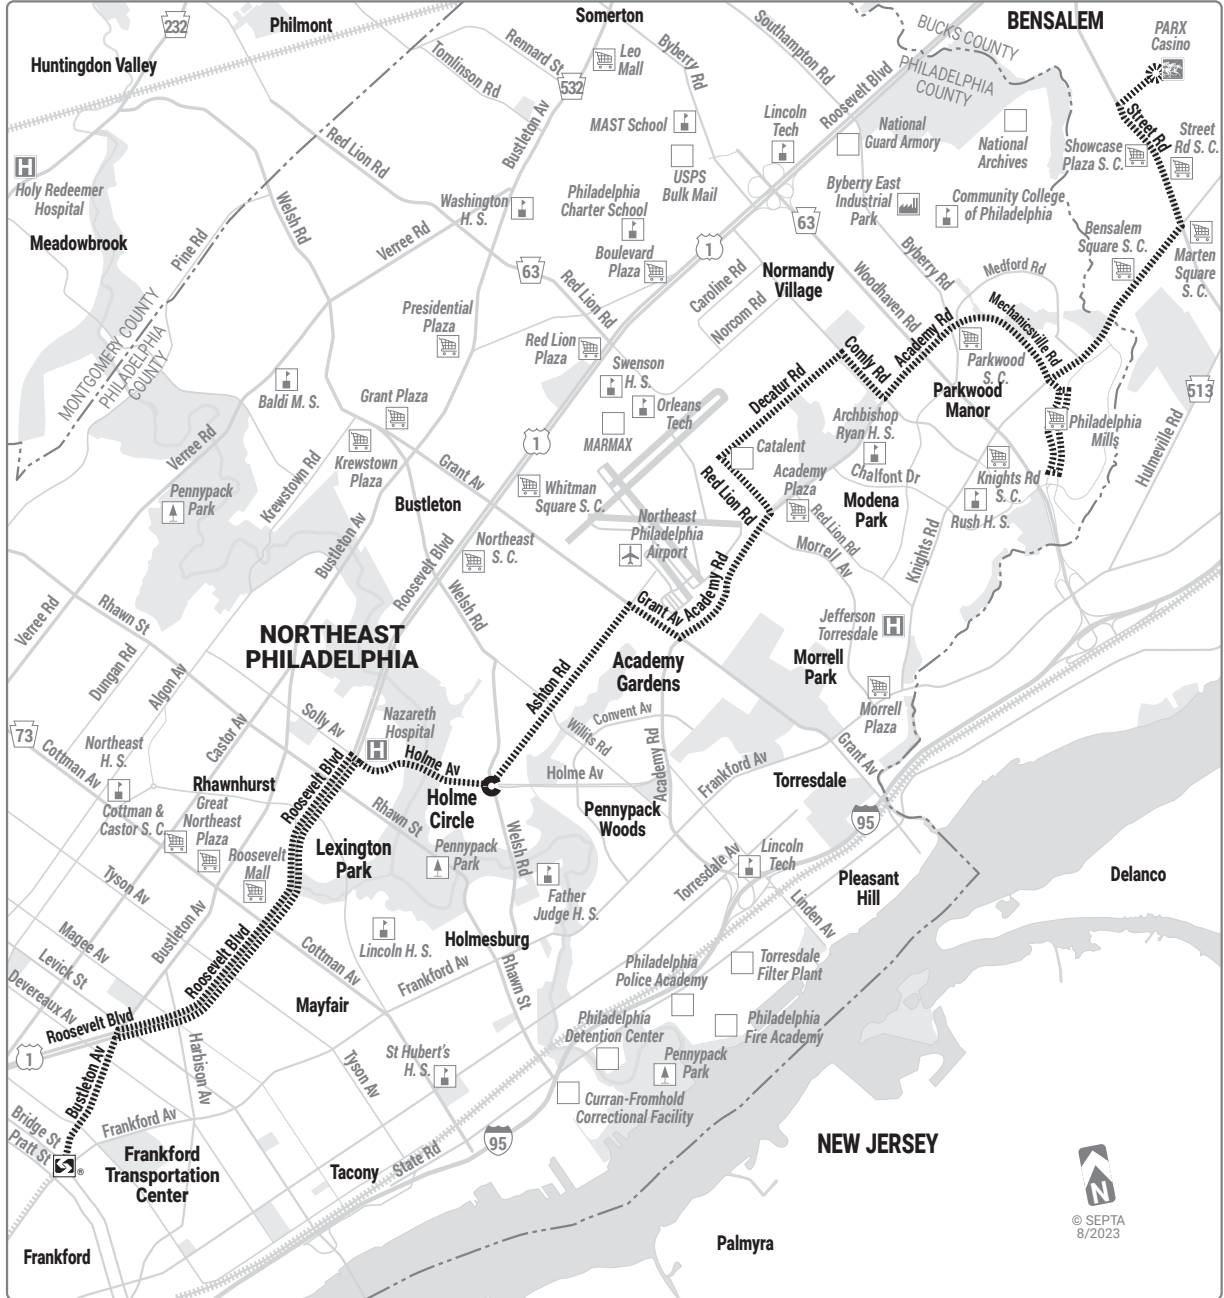 Somerton
Philmont
232
BENSALEM
PARX
Casino
Huntingdon Valley
Tomlinson Rd
Rennard St
532
Leo
Mall
Byberry Rd
Southampton Rd
Roosevelt Blvd
BUCKS COUNTY
PHILADELPHIA
COUNTY
Street Rd
Street
Rd S. C.
Showcase
Plaza S. C.
Red Lion Rd
Bustleton Av
MAST School
USPS
Bulk Mail
Lincoln
Tech
National
Guard Armory
National
Archives
Holy Redeemer
Hospital
Meadowbrook
Pine Rd
Welsh Rd
Verree Rd
Washington
H. S.
Philadelphia
Charter School
Boulevard
Plaza
1
63
Byberry East
Industrial
Park
Community College
of Philadelphia
Bensalem
Square S. C.
Marten
Square
S. C.
63
Red Lion Rd
Caroline Rd
Norcom Rd
Normandy
Village
Woodhaven Rd
Byberry Rd
Medford Rd
Mechanicsville Rd
MONTGOMERY COUNTY
PHILADELPHIA
COUNTY
Presidential
Plaza
Red Lion
Plaza
Swenson
H. S.
Orleans
Tech
MARMAX
Decatur Rd
Comly Rd
Academy Rd
Parkwood
S. C.
Parkwood
Manor
513
Hulmeville Rd
Baldi M. S.
Grant Plaza
Krewstown
Plaza
Verree Rd
Krewstown Rd
Pennypack
Park
Grant Av
1
Bustleton
Whitman
Square S. C.
Catalent
Red Lion Rd
Academy
Plaza
Archbishop
Ryan H. S.
Chalfont Dr
Modena
Park
Knights Rd
S. C.
Rush H. S.
Philadelphia
Mills
Red Lion Rd
Morrell Av
Knights Rd
Bustleton Av
Roosevelt Blvd
Northeast
S. C.
Welsh Rd
Northeast
Philadelphia
Airport
Grant Av
Academy Rd
Jefferson
Torresdale
Verree Rd
Rhawn St
Dungan Rd
Algon Av
NORTHEAST
PHILADELPHIA
Academy
Gardens
Ashton Rd
Morrell
Park
Morrell
Plaza
Grant Av
73
Cottman Av
Northeast
H. S.
Castor Av
Solly Av
Nazareth
Hospital
Holme Av
Willits Rd
Convent Av
Holme Av
Academy Rd
Frankford Av
Torresdale
95
Rhawnhurst
Great
Northeast
Plaza
Cottman &
Castor S. C.
Roosevelt
Mall
Roosevelt Blvd
Holme
Circle
Pennypack
Woods
Rhawn St
Lexington
Park
Pennypack
Park
Welsh Rd
Father
Judge H. S.
Torresdale Av
Lincoln
Tech
Pleasant
Hill
Linden Av
Delanco
Tyson Av
Magee Av
Levick St
Devereaux Av
Bustleton Av
Roosevelt Blvd
Cottman Av
Lincoln H. S.
Holmesburg
Frankford Av
Rhawn St
Mayfair
Philadelphia
Police Academy
Torresdale
Filter Plant
Philadelphia
Fire Academy
Philadelphia
Detention Center
Pennypack
Park
Curran-Fromhold
Correctional Facility
Roosevelt Blvd
1
Bustleton Av
Harbison Av
Tyson Av
St Hubert's
H. S.
Bridge St
Pratt St
Frankford Av
®
Frankford
Transportation
Center
Tacony
State Rd
95
NEW JERSEY
N
© SEPTA
8/2023
Frankford
Palmyra